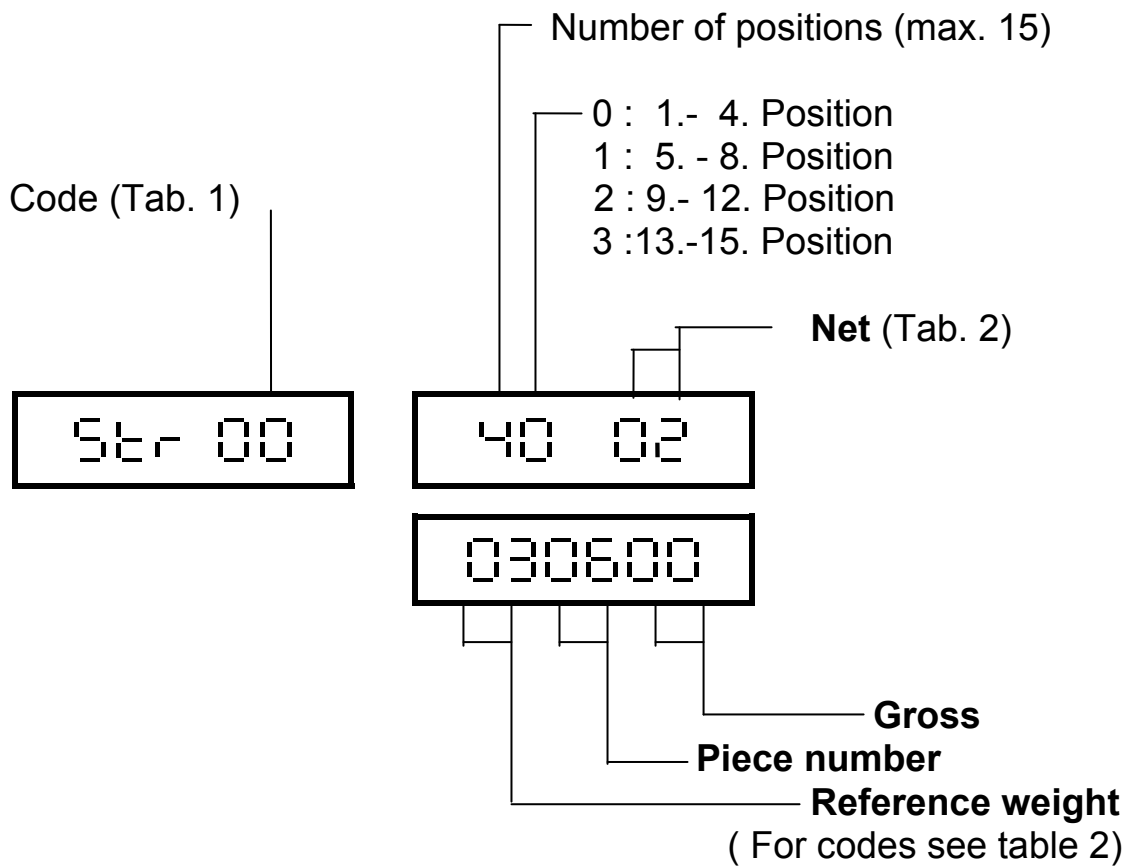 Number of positions (max. 15)
0 : 1.- 4. Position
1 : 5. - 8. Position
2 : 9.- 12. Position
3 :13.-15. Position
Code (Tab. 1)
Net (Tab. 2)
Str 00
40 02
030600
Gross
Piece number
Reference weight
( For codes see table 2)